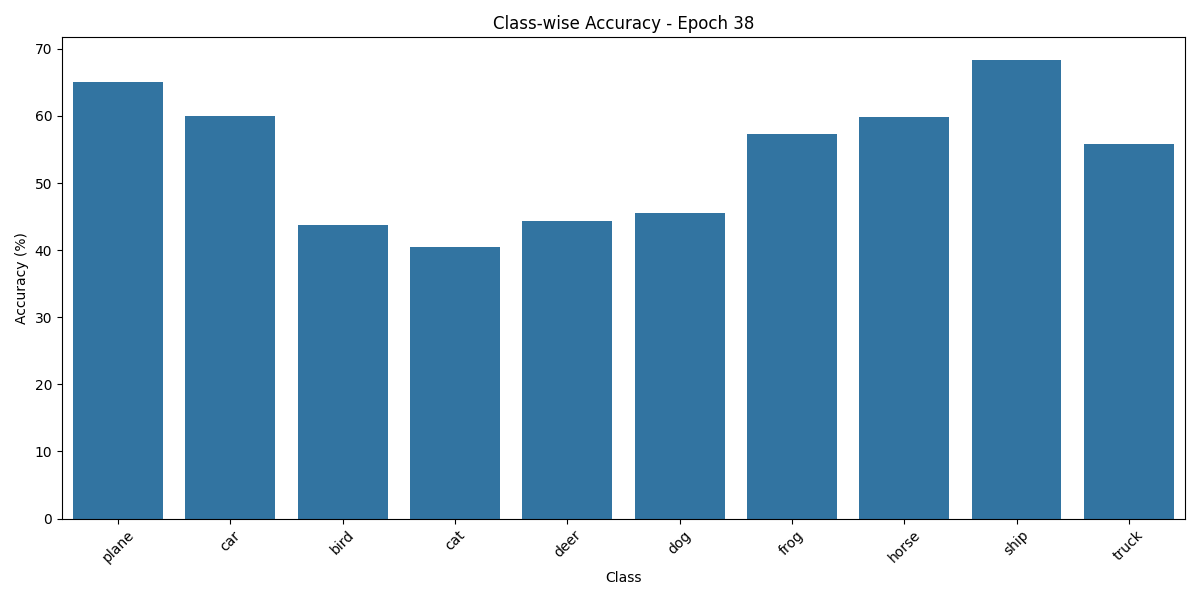 Class-wise Accuracy - Epoch 38
Accuracy (%)
70
60
50
40
30
20
10
0
plane
car
bird
cat
deer
dog
frog
horse
ship
truck
Class